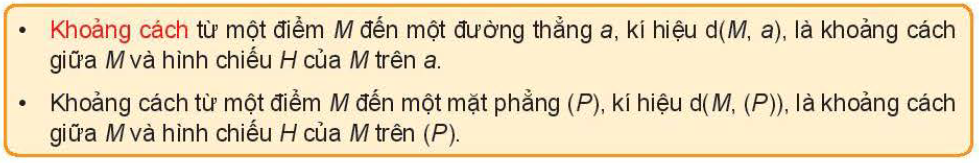 • Khoảng cách từ một điểm M đến một đường thẳng a, kí hiệu d(M, a), là khoảng cách
giữa M và hình chiếu H của M trên a.
• Khoảng cách từ một điểm M đến một mặt phẳng (P), kí hiệu d(M, (P)), là khoảng cách
giữa M và hình chiếu H của M trên (P).